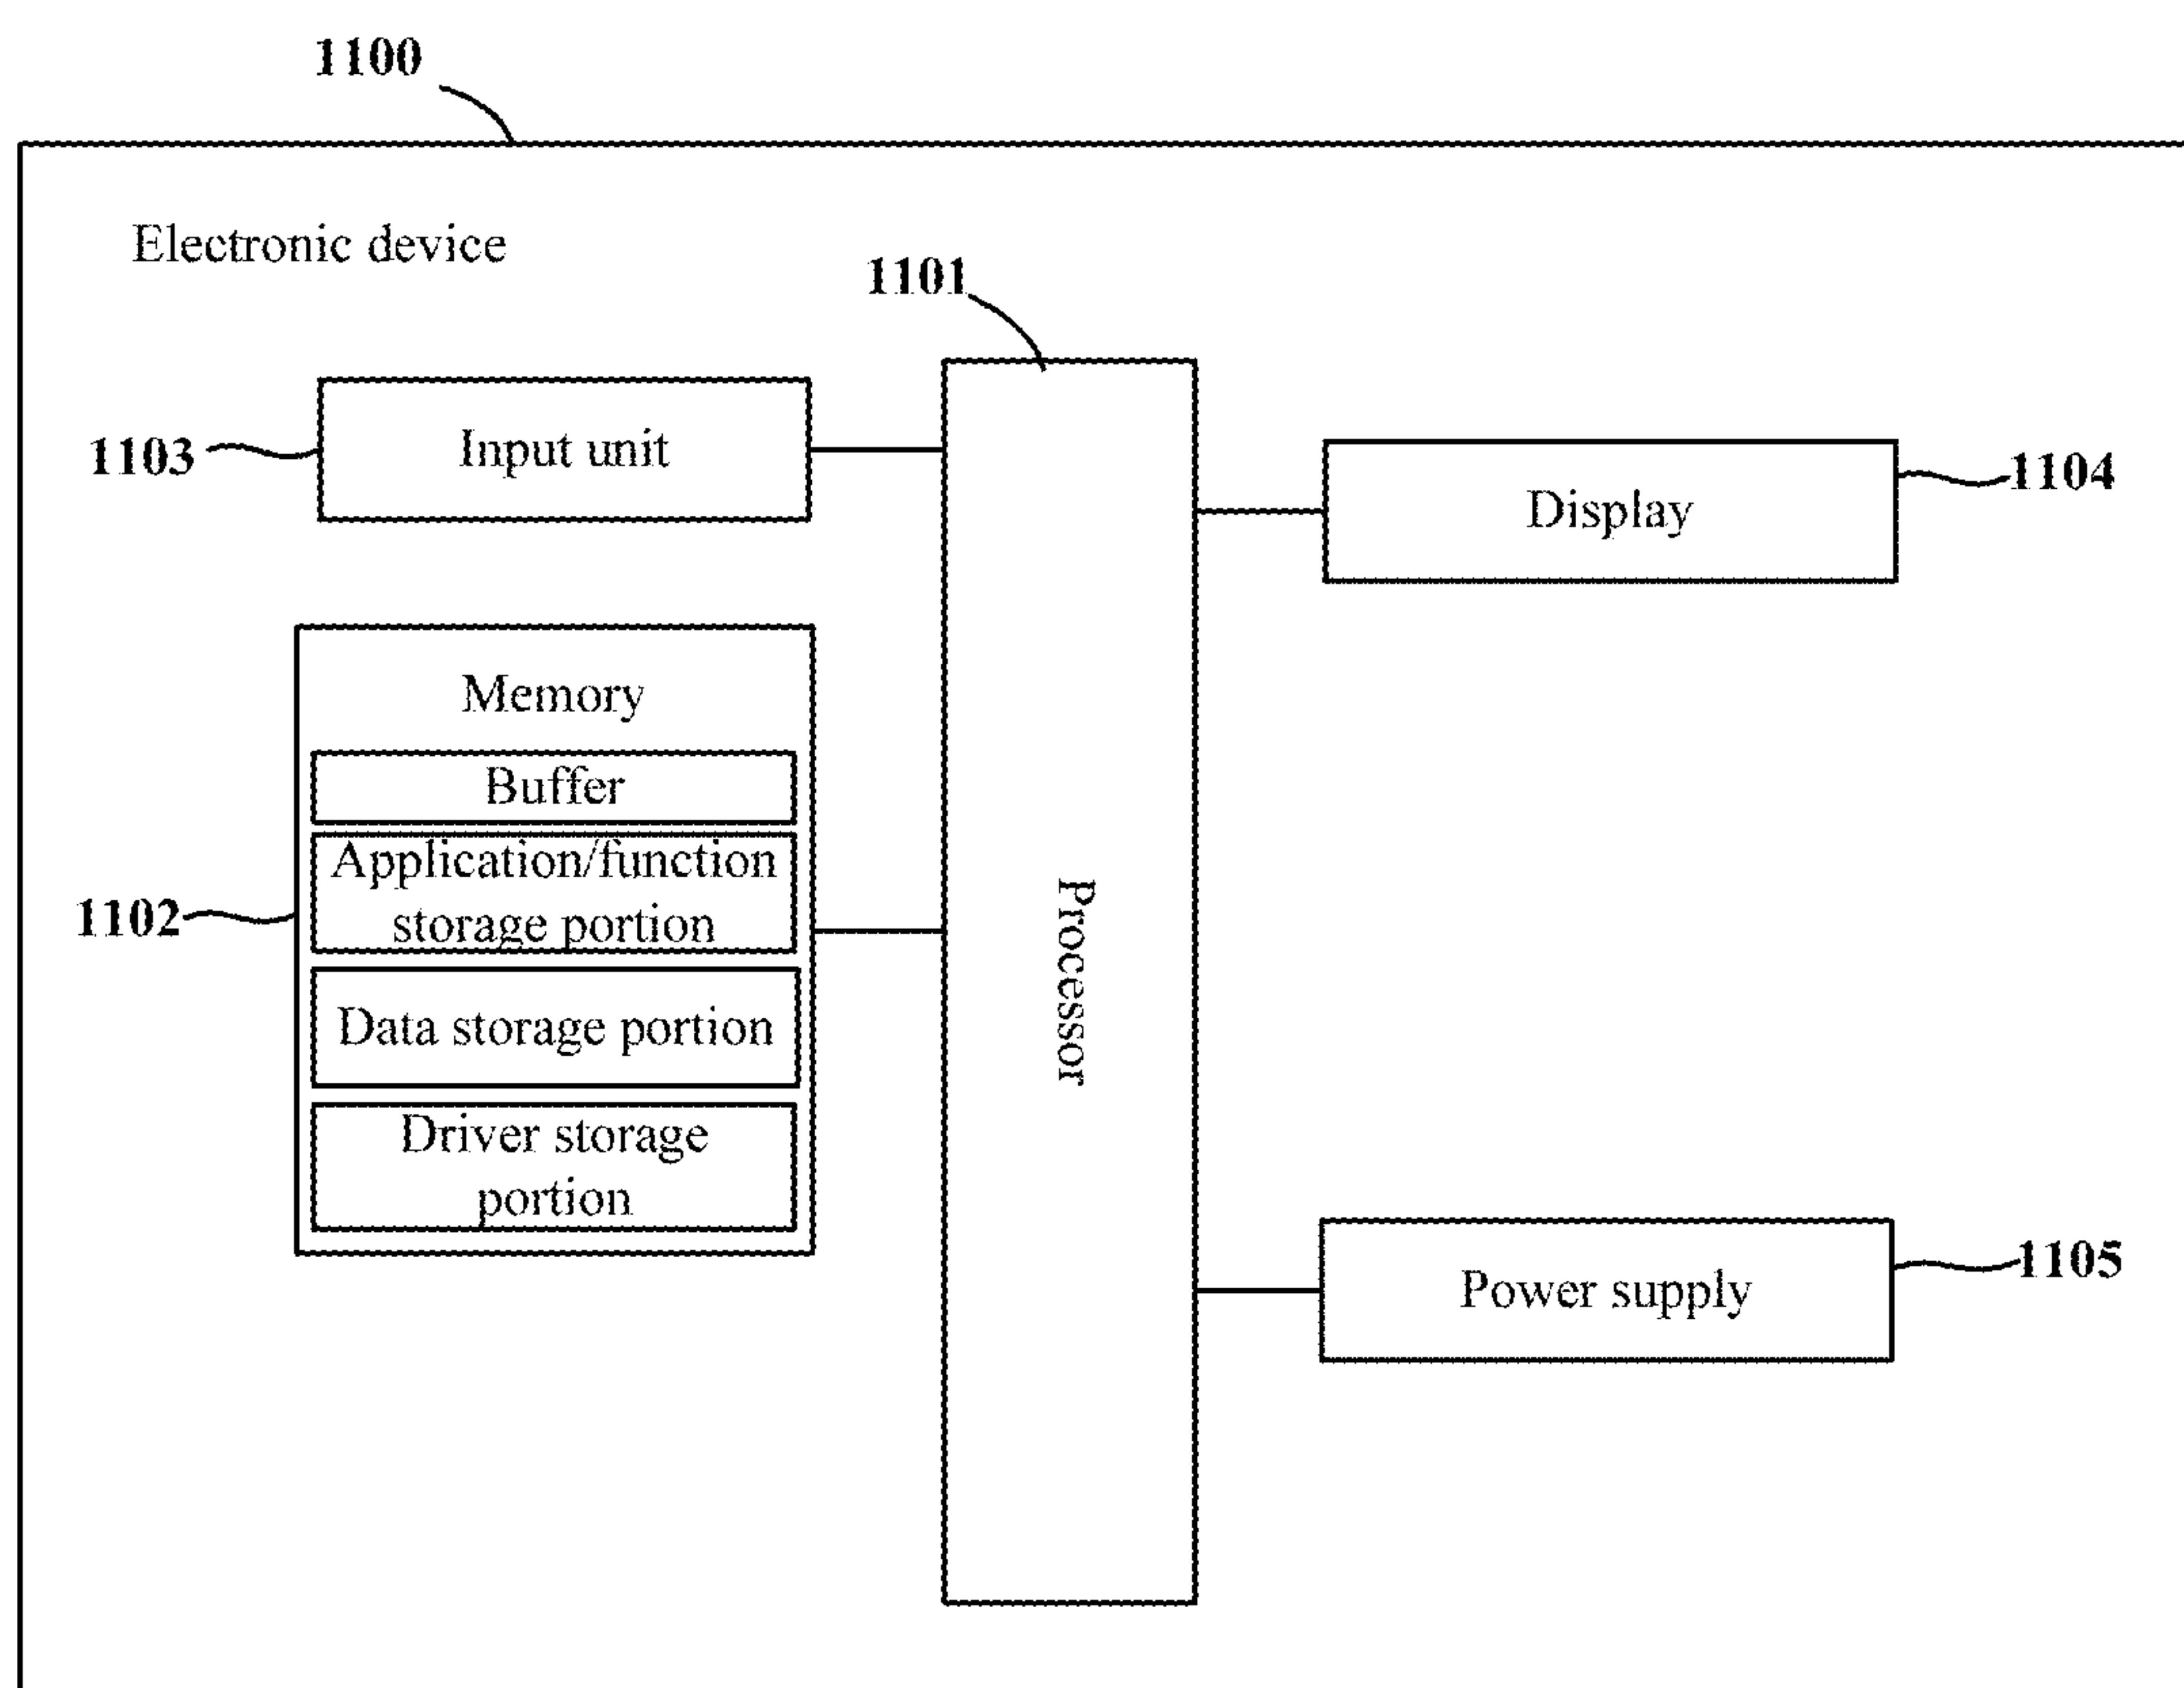 1100
Electronic device
1101
1103
Input unit
Display
1104
Memory
Buffer
Application/function
storage portion
1102
Data storage portion
Driver storage
portion
Processor
Power supply
1105